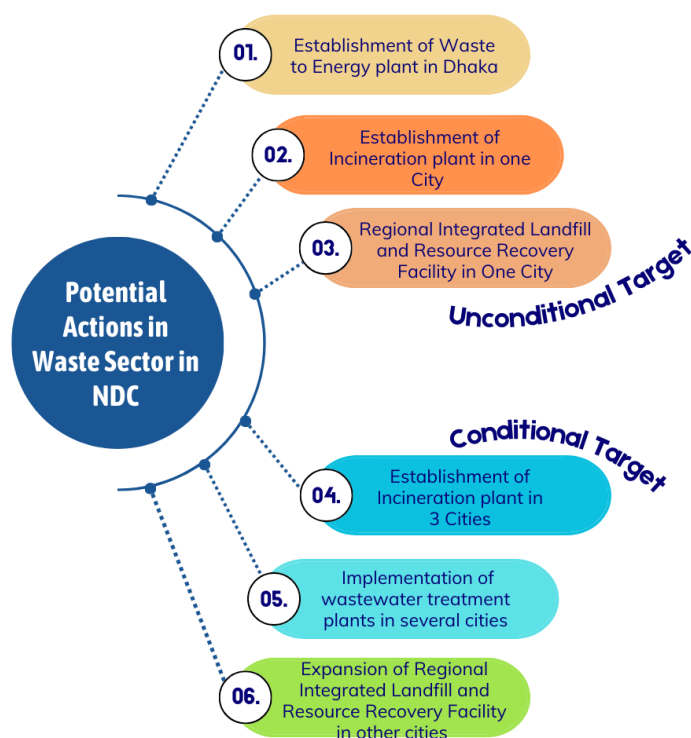 01.
Establishment of Waste
to Energy plant in Dhaka
02.
Establishment of
Incineration plant in one
City
03.
Regional Integrated Landfill
and Resource Recovery
Facility in One City
Unconditional Target
Potential
Actions in
Waste Sector in
NDC
Conditional Target
04.
Establishment of
Incineration plant in
3 Cities
05.
Implementation of
wastewater treatment
plants in several cities
06.
Expansion of Regional
Integrated Landfill and
Resource Recovery Facility
in other cities